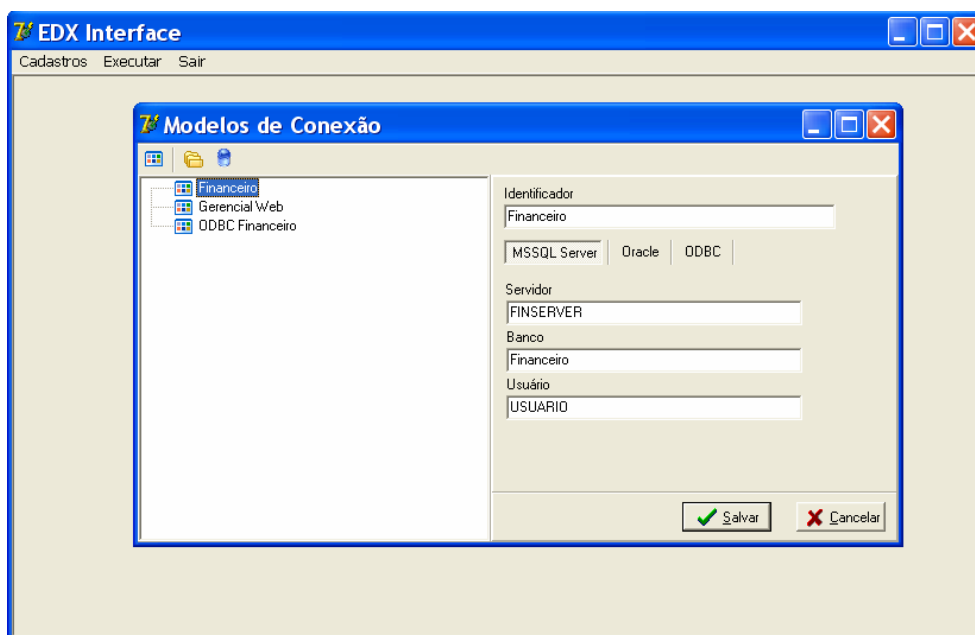 EDX Interface
Cadastros Executar Sair
Modelos de Conexão
Financeiro
Gerencial Web
ODBC Financeiro
Identificador
Financeiro
MSSQL Server Oracle ODBC
Servidor
FINSERVER
Banco
Financeiro
Usuário
USUARIO
Salvar Cancelar